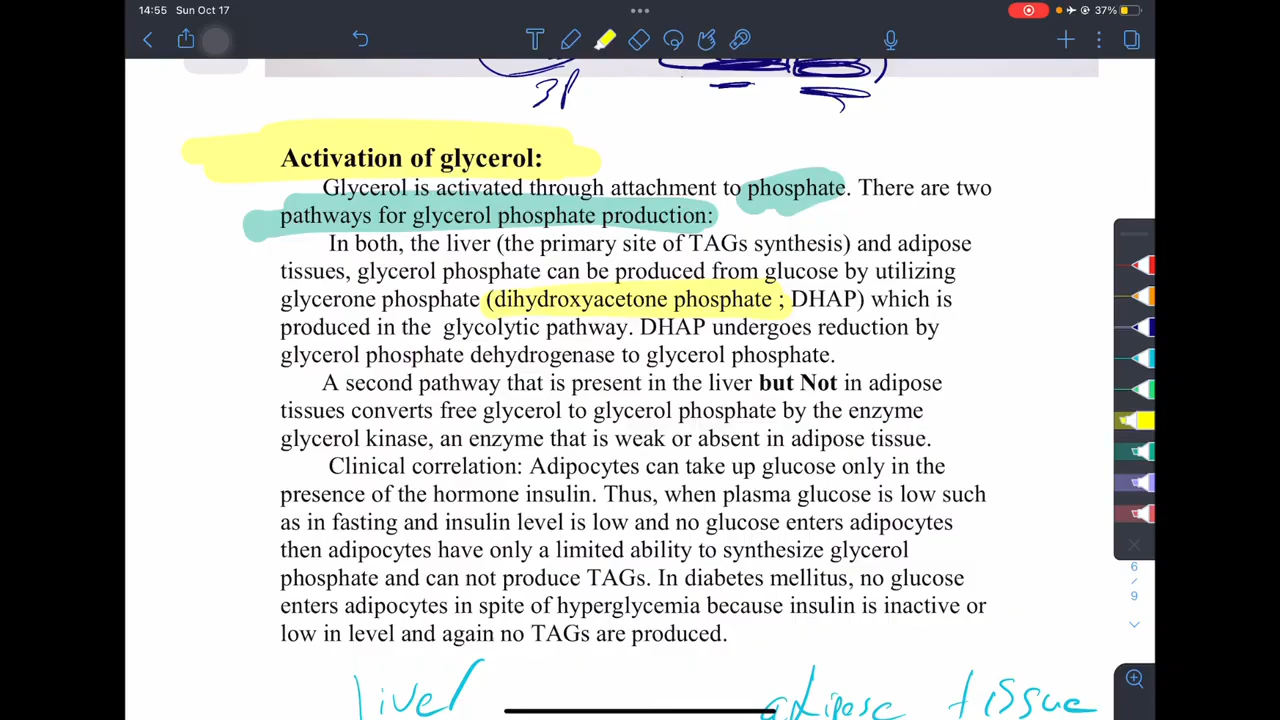 14:55 Sun Oct 17
37%
Activation of glycerol:
Glycerol is activated through attachment to phosphate. There are two
pathways for glycerol phosphate production:
In both, the liver (the primary site of TAGs synthesis) and adipose
tissues, glycerol phosphate can be produced from glucose by utilizing
glycerone phosphate (dihydroxyacetone phosphate ; DHAP) which is
produced in the glycolytic pathway. DHAP undergoes reduction by
glycerol phosphate dehydrogenase to glycerol phosphate.
A second pathway that is present in the liver but Not in adipose
tissues converts free glycerol to glycerol phosphate by the enzyme
glycerol kinase, an enzyme that is weak or absent in adipose tissue.
Clinical correlation: Adipocytes can take up glucose only in the
presence of the hormone insulin. Thus, when plasma glucose is low such
as in fasting and insulin level is low and no glucose enters adipocytes
then adipocytes have only a limited ability to synthesize glycerol
phosphate and can not produce TAGs. In diabetes mellitus, no glucose
enters adipocytes in spite of hyperglycemia because insulin is inactive or
low in level and again no TAGs are produced.
6
/
9
liver adipose tissue